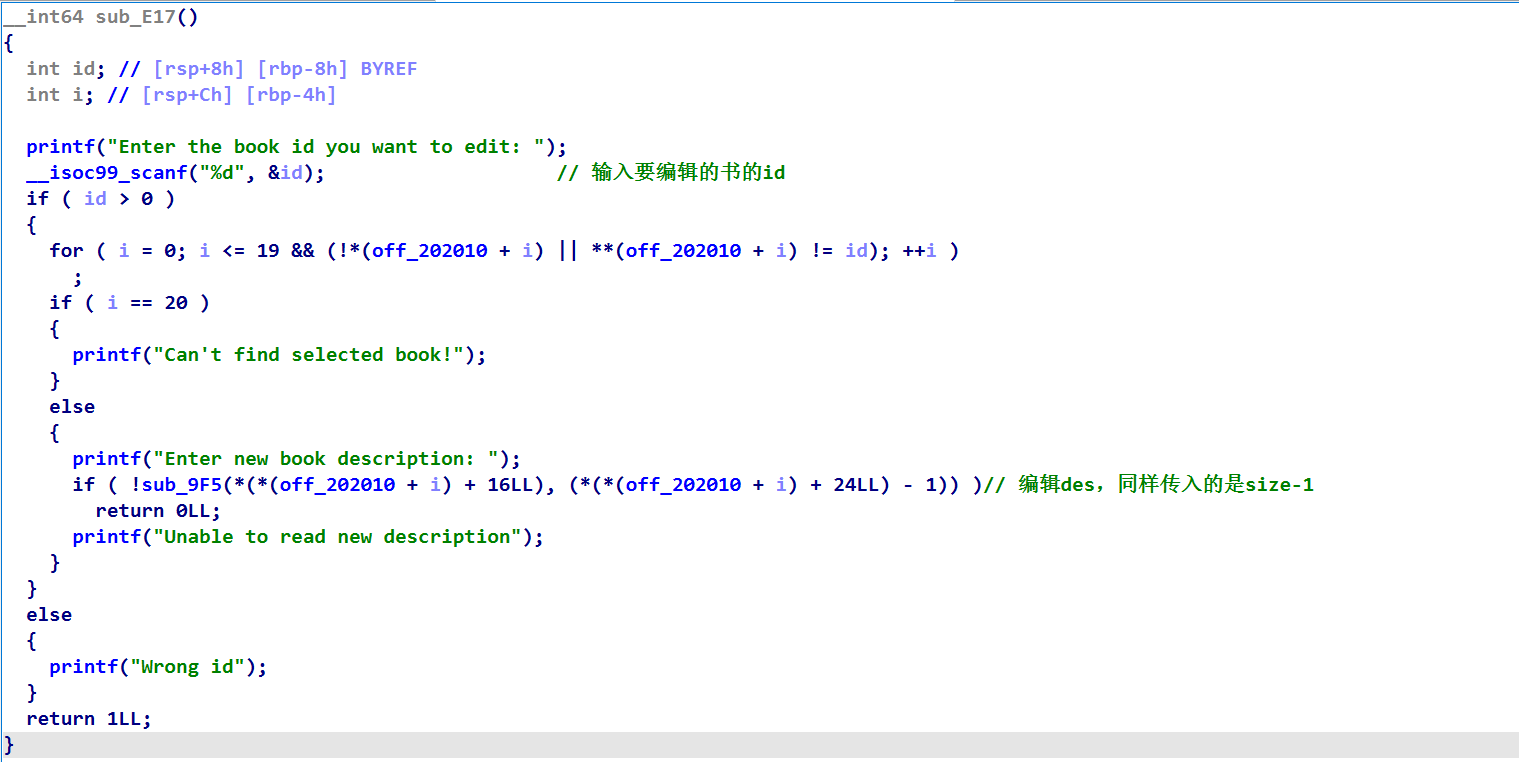 __int64 sub_E17()
{
  int id; // [rsp+8h] [rbp-8h] BYREF
  int i; // [rsp+Ch] [rbp-4h]

  printf("Enter the book id you want to edit: ");
  __isoc99_scanf("%d", &id);                    // 输入要编辑的书的id
  if ( id > 0 )
  {
    for ( i = 0; i <= 19 && (!*(off_202010 + i) || **(off_202010 + i) != id); ++i )
      ;
    if ( i == 20 )
    {
      printf("Can't find selected book!");
    }
    else
    {
      printf("Enter new book description: ");
      if ( !sub_9F5(*(*(off_202010 + i) + 16LL), (*(*(off_202010 + i) + 24LL) - 1)) )// 编辑des，同样传入的是size-1
        return 0LL;
      printf("Unable to read new description");
    }
  }
  else
  {
    printf("Wrong id");
  }
  return 1LL;
}